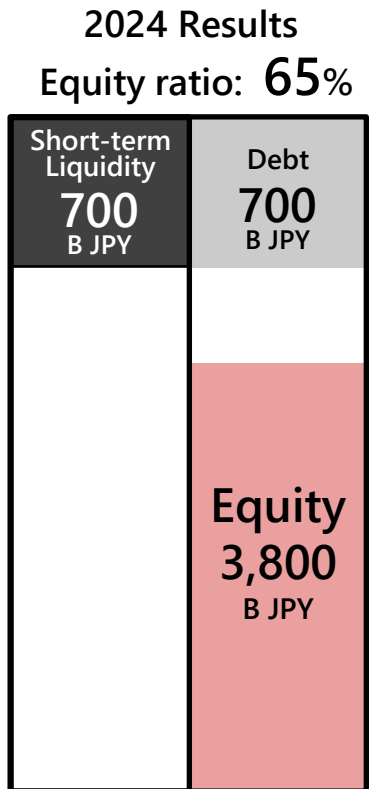 2024 Results
Equity ratio: 65%
Short-term
Liquidity
700
B JPY
Debt
700
B JPY
Equity
3,800
B JPY